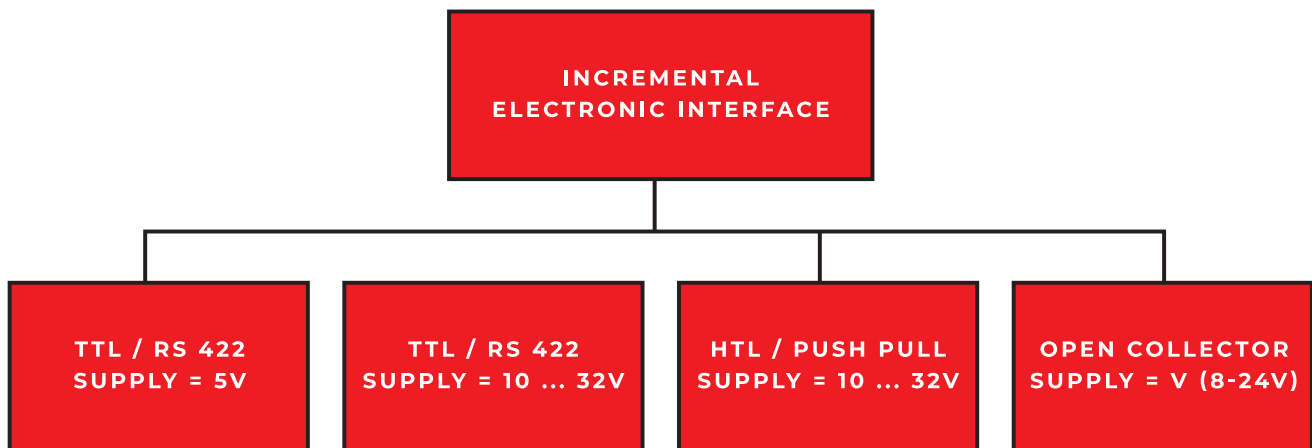 INCREMENTAL
ELECTRONIC INTERFACE
TTL / RS 422
SUPPLY = 5V
TTL / RS 422
SUPPLY = 10 ... 32V
HTL / PUSH PULL
SUPPLY = 10 ... 32V
OPEN COLLECTOR
SUPPLY = V (8-24V)